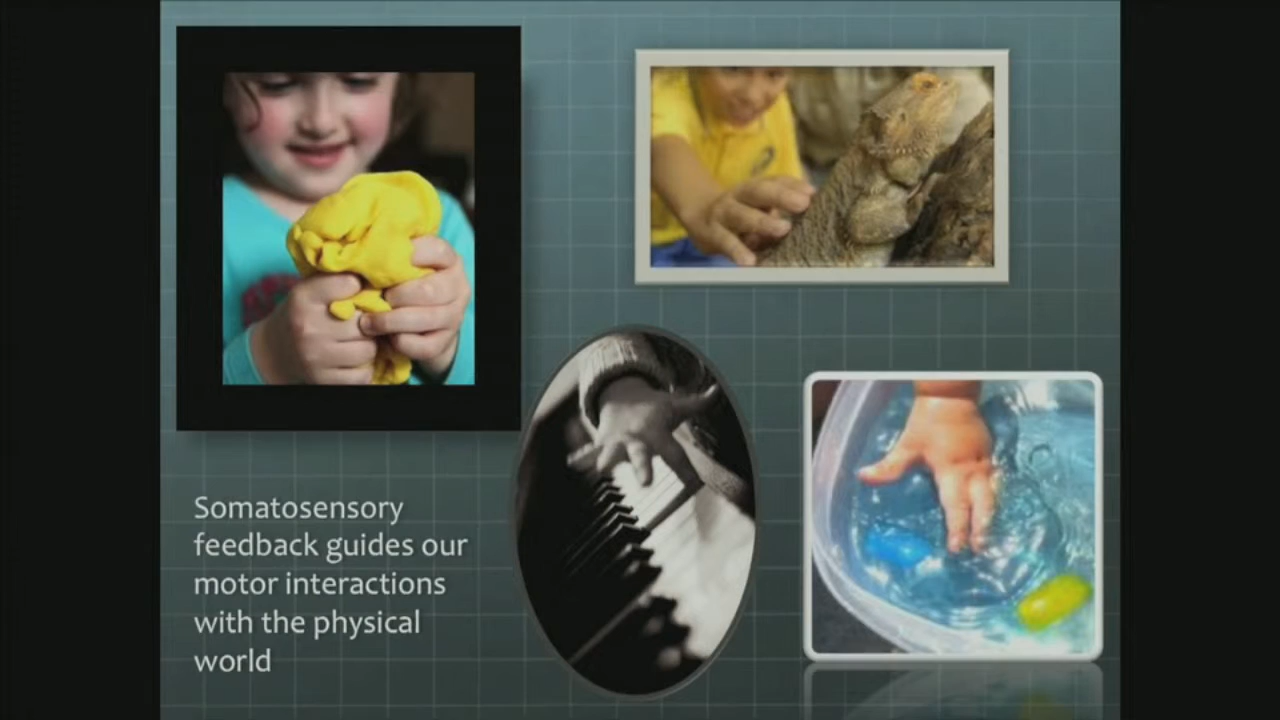 Somatosensory
feedback guides our
motor interactions
with the physical
world